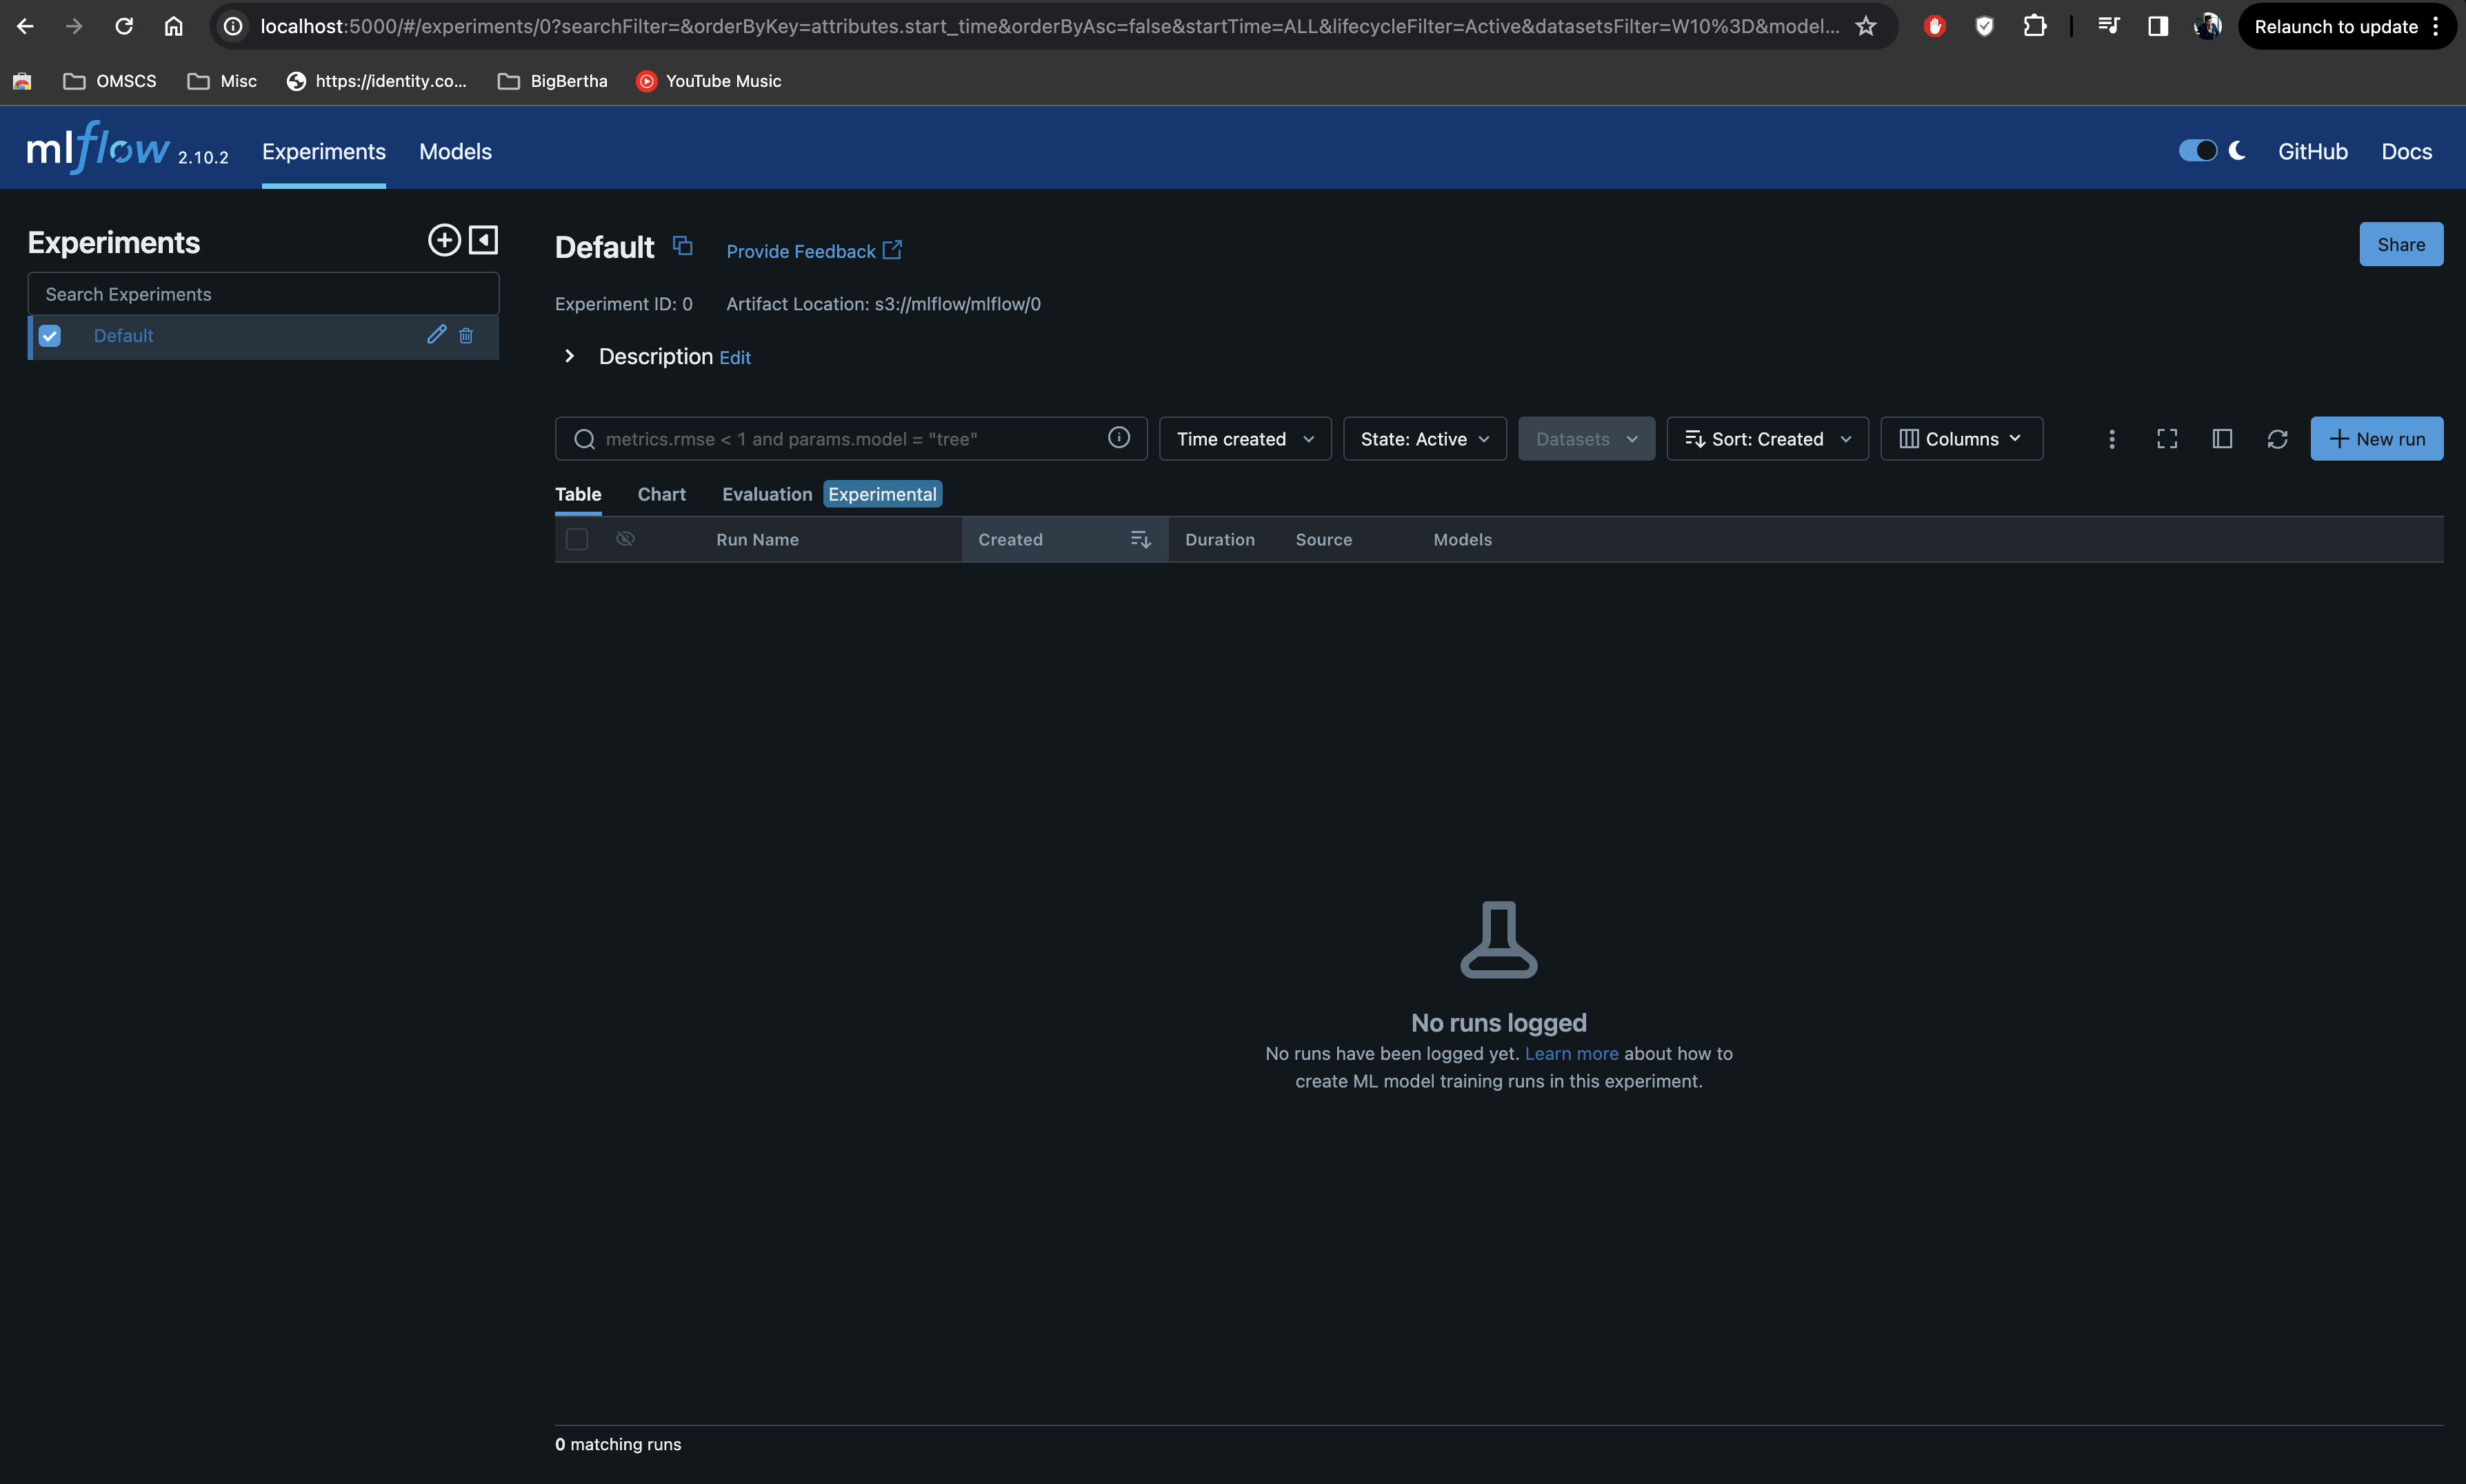 localhost:5000/#/experiments/0?searchFilter=&orderByKey=attributes.start_time&orderByAsc=false&startTime=ALL&lifecycleFilter=Active&datasetsFilter=W10%3D&model...
Relaunch to update
OMSCS Misc https://identity.co... BigBertha YouTube Music
mlflow 2.10.2 Experiments Models GitHub Docs
Experiments
Search Experiments
Default
Default Provide Feedback Share
Experiment ID: 0 Artifact Location: s3://mlflow/mlflow/0
Description Edit
metrics.rmse < 1 and params.model = "tree" Time created State: Active Datasets Sort: Created Columns New run
Table Chart Evaluation Experimental
Run Name Created Duration Source Models
No runs logged
No runs have been logged yet. Learn more about how to
create ML model training runs in this experiment.
0 matching runs